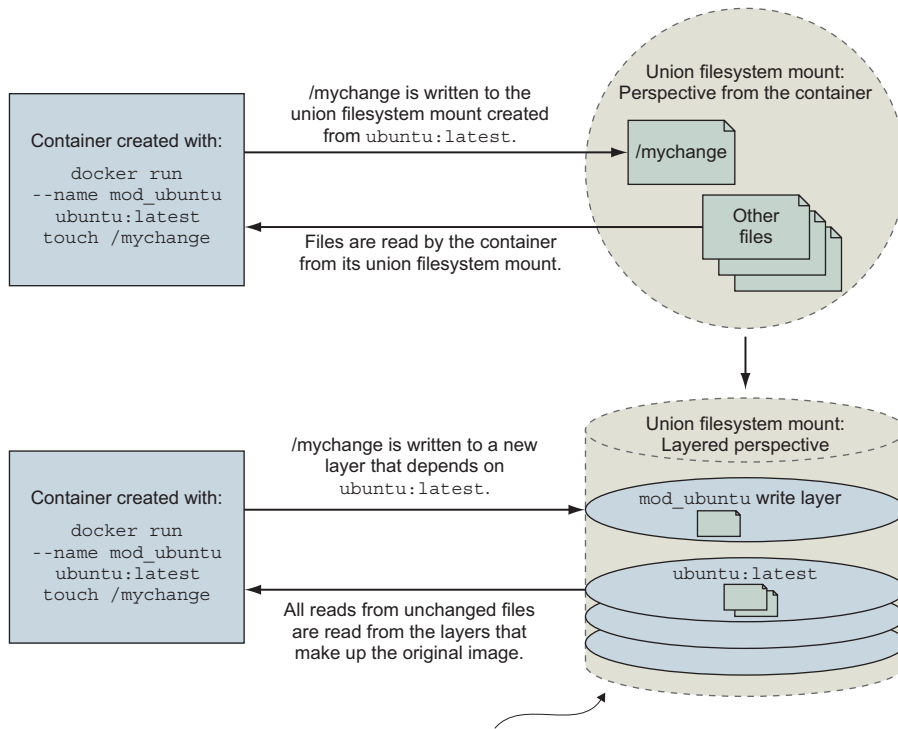 Union filesystem mount:
Perspective from the container
/mychange is written to the
union filesystem mount created
from ubuntu:latest.
Container created with:
docker run
--name mod_ubuntu
ubuntu:latest
touch /mychange
/mychange
Other
files
Files are read by the container
from its union filesystem mount.
Union filesystem mount:
Layered perspective
/mychange is written to a new
layer that depends on
ubuntu:latest.
Container created with:
docker run
--name mod_ubuntu
ubuntu:latest
touch /mychange
mod_ubuntu write layer
ubuntu:latest
All reads from unchanged files
are read from the layers that
make up the original image.